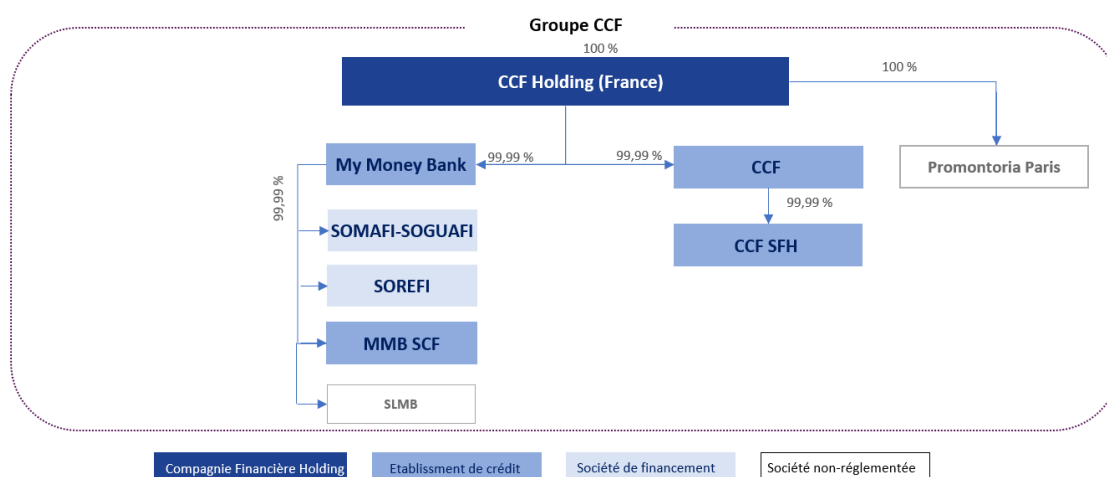 Groupe CCF
100 %
CCF Holding (France)
100 %
My Money Bank
99,99 %
99,99 %
CCF
Promontoria Paris
99,99 %
99,99 %
SOMAFI-SOGUAFI
CCF SFH
SOREFI
MMB SCF
SLMB
Compagnie Financière Holding
Etablissment de crédit
Société de financement
Société non-réglementée